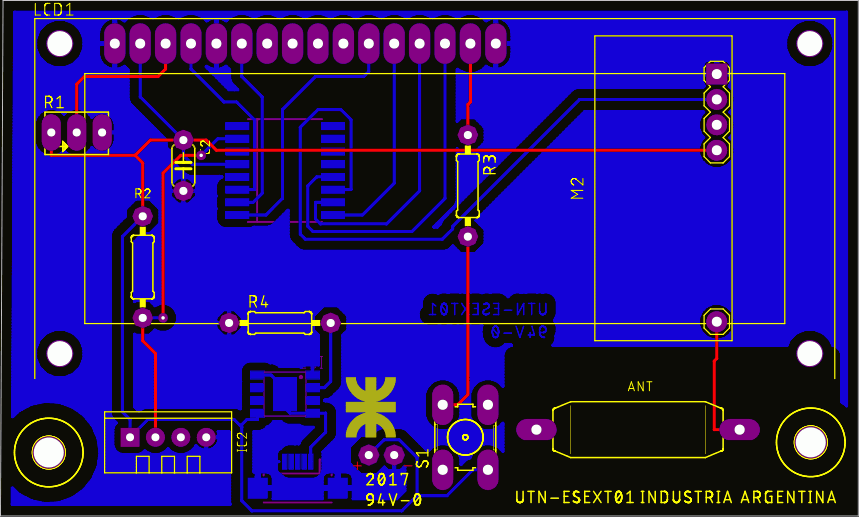 LCD1
R1
C2
R3
M2
R2
UTN-ESEXT01
R4
94V-0
ANT
IC2
S1
2017
94V-0
UTN-ESEXT01 INDUSTRIA ARGENTINA